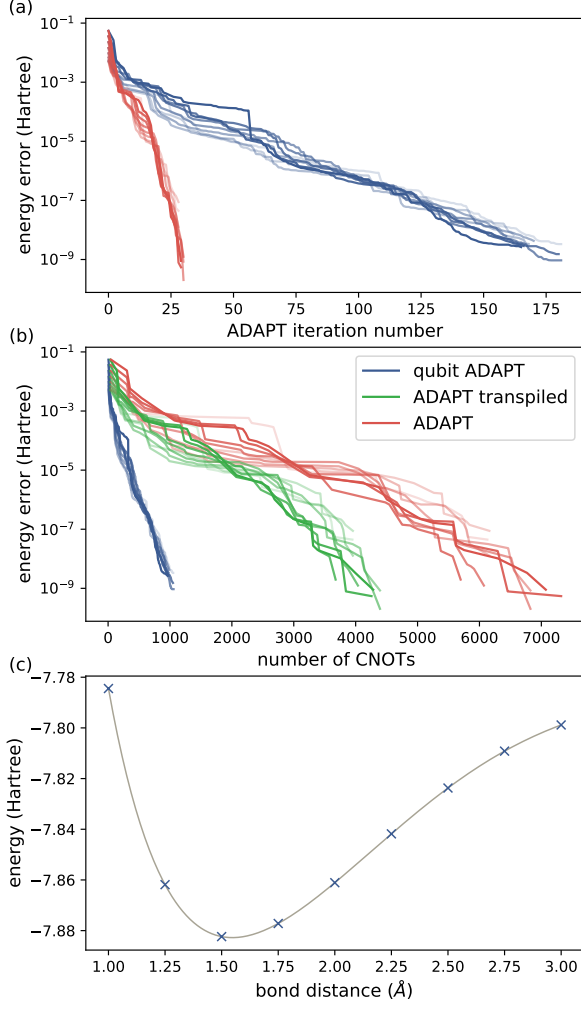 (a)
10⁻¹
10⁻³
10⁻⁵
10⁻⁷
10⁻⁹
energy error (Hartree)
0 25 50 75 100 125 150 175
ADAPT iteration number
(b)
10⁻¹
10⁻³
10⁻⁵
10⁻⁷
10⁻⁹
energy error (Hartree)
qubit ADAPT
ADAPT transpiled
ADAPT
0 1000 2000 3000 4000 5000 6000 7000
number of CNOTs
(c)
−7.78
−7.80
−7.82
−7.84
−7.86
−7.88
energy (Hartree)
1.00 1.25 1.50 1.75 2.00 2.25 2.50 2.75 3.00
bond distance (Å)